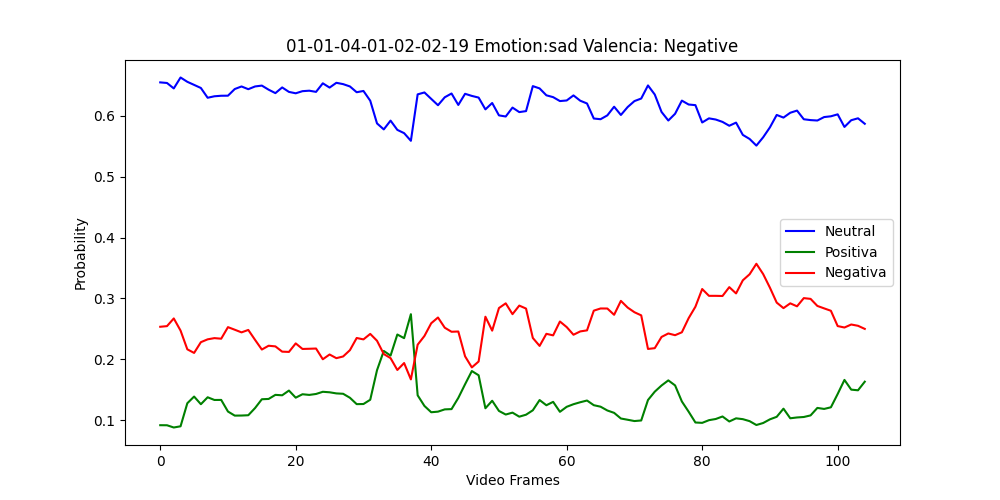 01-01-04-01-02-02-19 Emotion:sad Valencia: Negative
Probability
0.6
0.5
0.4
0.3
0.2
0.1
Neutral
Positiva
Negativa
0 20 40 60 80 100
Video Frames